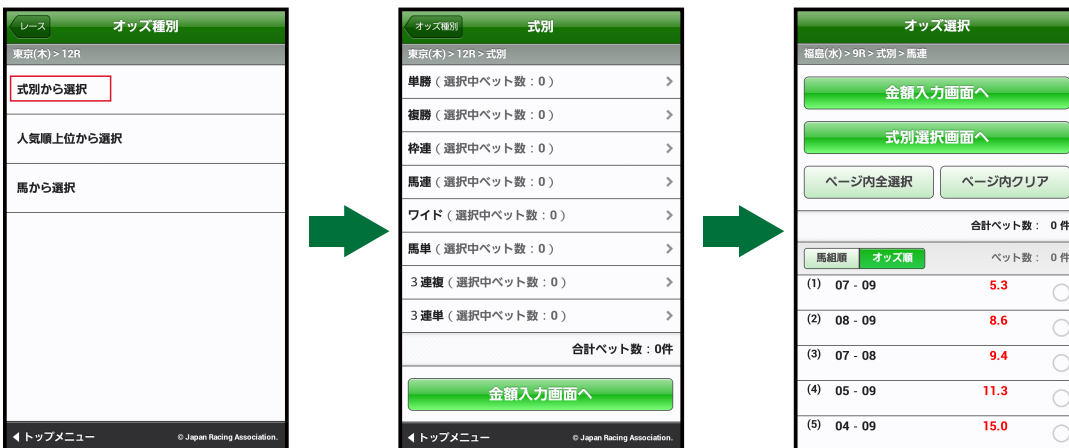 レース
オッズ種別
東京(木)>12R
式別から選択
人気順上位から選択
馬から選択
トップメニュー
© Japan Racing Association.
オッズ種別
式別
東京(木)>12R>式別
単勝(選択中ベット数:0)
複勝(選択中ベット数:0)
枠連(選択中ベット数:0)
馬連(選択中ベット数:0)
ワイド(選択中ベット数:0)
馬単(選択中ベット数:0)
3連複(選択中ベット数:0)
3連単(選択中ベット数:0)
合計ベット数:0件
金額入力画面へ
トップメニュー
© Japan Racing Association.
オッズ選択
福島(水)>9R>式別>馬連
金額入力画面へ
式別選択画面へ
ページ内全選択 ページ内クリア
合計ベット数: 0件
馬組順 オッズ順 ベット数: 0件
(1) 07 - 09 5.3
(2) 08 - 09 8.6
(3) 07 - 08 9.4
(4) 05 - 09 11.3
(5) 04 - 09 15.0